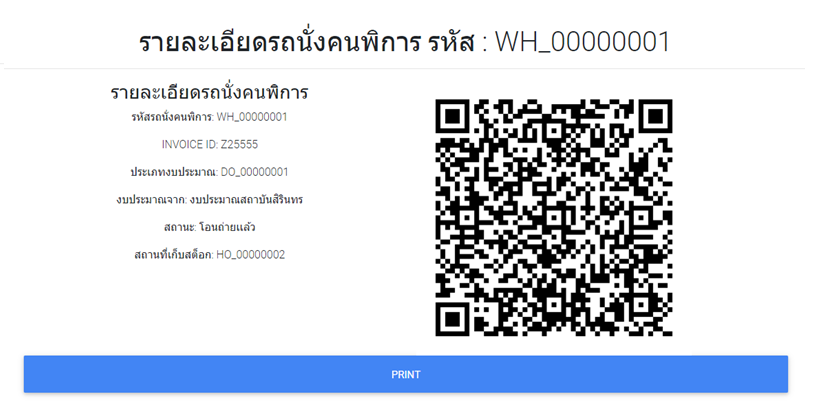 รายละเอียดรถนั่งคนพิการ รหัส : WH_00000001
รายละเอียดรถนั่งคนพิการ
รหัสรถนั่งคนพิการ: WH_00000001
INVOICE ID: Z25555
ประเภทงบประมาณ: DO_00000001
งบประมาณจาก: งบประมาณสถาบันสิรินทร
สถานะ: โอนถ่ายแล้ว
สถานที่เก็บสต็อก: HO_00000002
PRINT